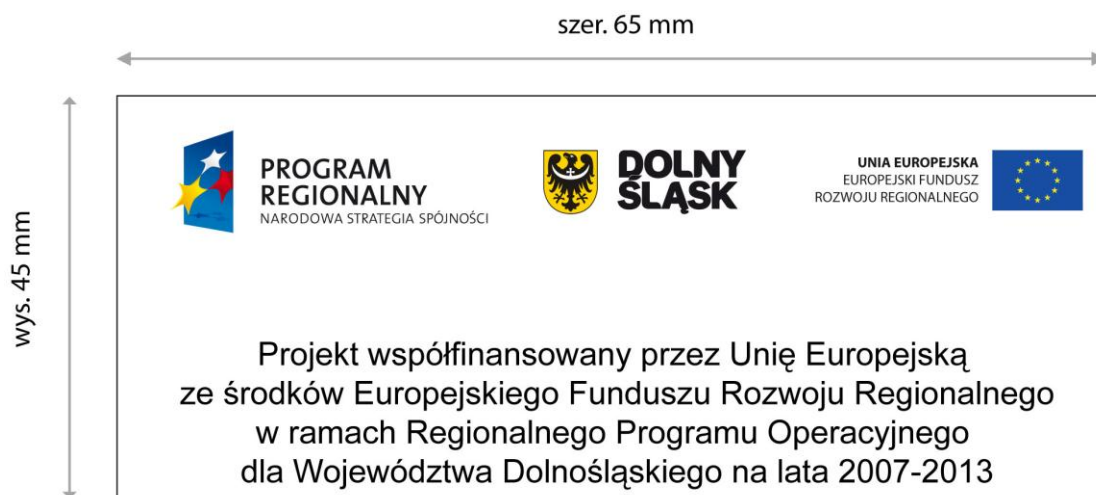 szer. 65 mm
wys. 45 mm
PROGRAM
REGIONALNY
NARODOWA STRATEGIA SPÓJNOŚCI
DOLNY
ŚLĄSK
UNIA EUROPEJSKA
EUROPEJSKI FUNDUSZ
ROZWOJU REGIONALNEGO
Projekt współfinansowany przez Unię Europejską
ze środków Europejskiego Funduszu Rozwoju Regionalnego
w ramach Regionalnego Programu Operacyjnego
dla Województwa Dolnośląskiego na lata 2007-2013